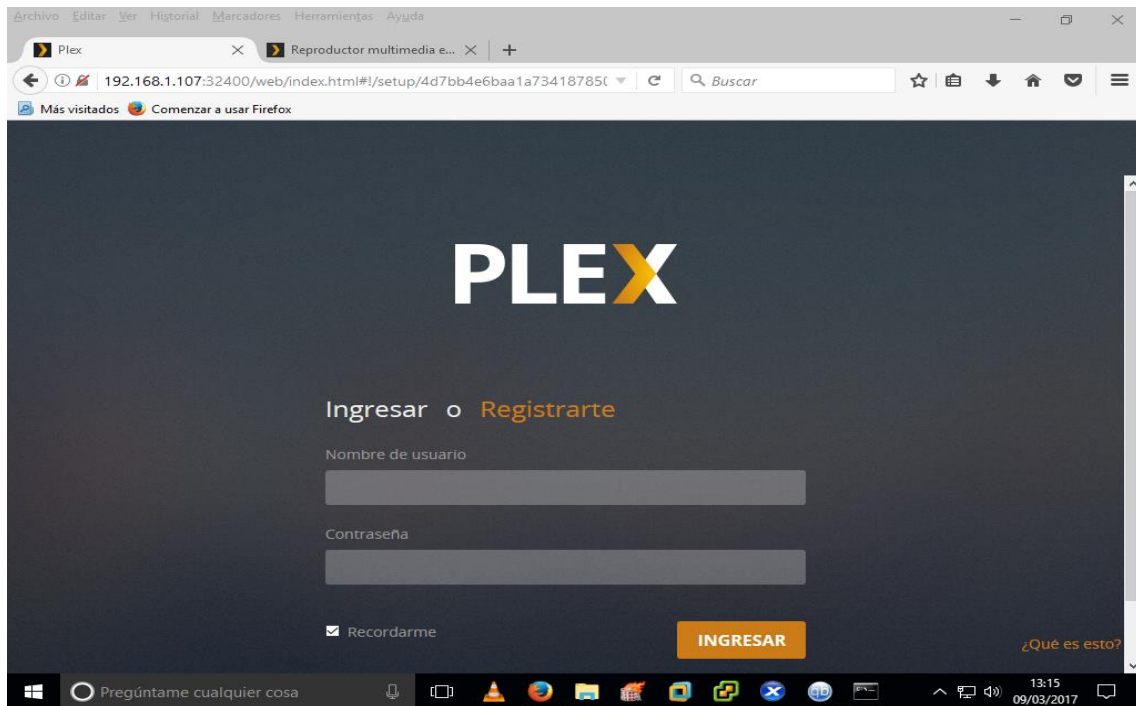 Archivo Editar Ver Historial Marcadores Herramientas Ayuda
Plex
Reproductor multimedia e...
192.168.1.107:32400/web/index.html#!/setup/4d7bb4e6baa1a73418785(
Buscar
Más visitados
Comenzar a usar Firefox
PLEX
Ingresar o Registrarte
Nombre de usuario
Contraseña
Recordarme
INGRESAR
¿Qué es esto?
Pregúntame cualquier cosa
qb
13:15
09/03/2017